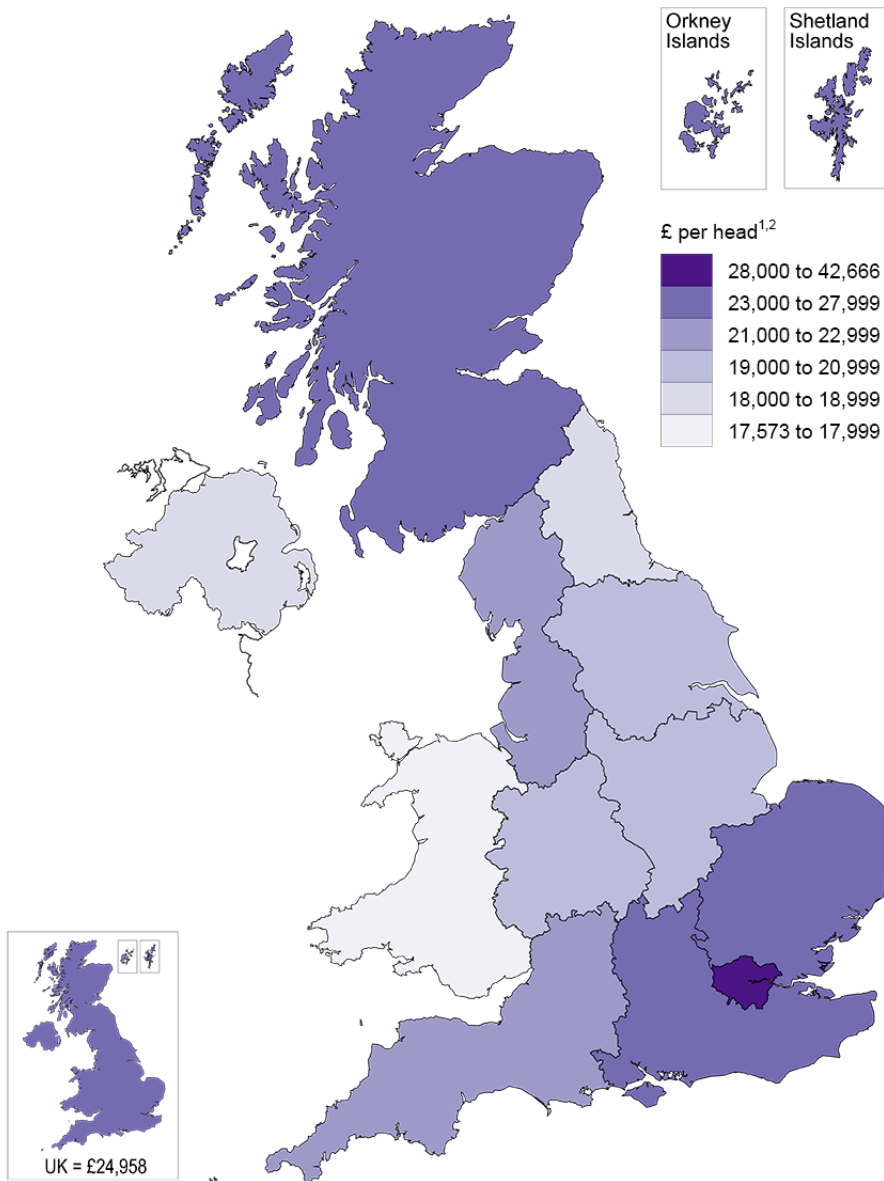 Orkney
Islands
Shetland
Islands
£ per head1,2
28,000 to 42,666
23,000 to 27,999
21,000 to 22,999
19,000 to 20,999
18,000 to 18,999
17,573 to 17,999
UK = £24,958